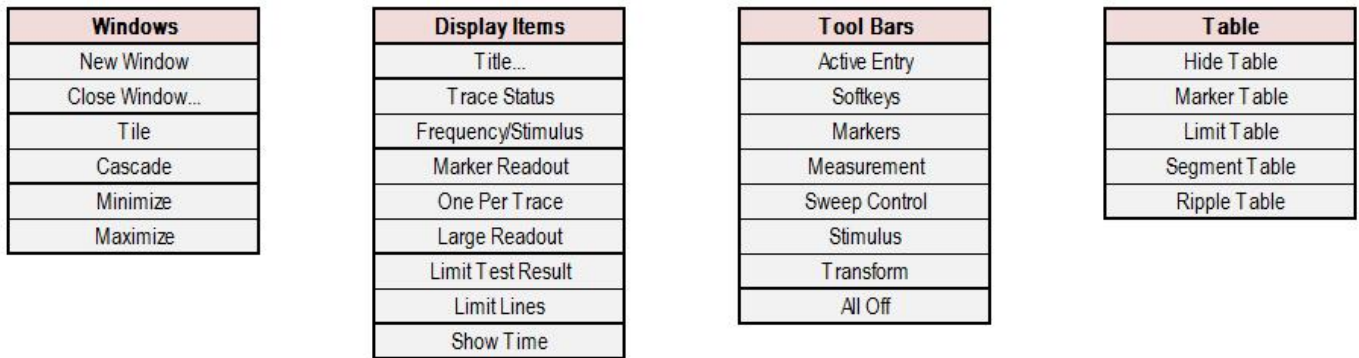 Windows
New Window
Close Window...
Tile
Cascade
Minimize
Maximize
Display Items
Title...
Trace Status
Frequency/Stimulus
Marker Readout
One Per Trace
Large Readout
Limit Test Result
Limit Lines
Show Time
Tool Bars
Active Entry
Softkeys
Markers
Measurement
Sweep Control
Stimulus
Transform
All Off
Table
Hide Table
Marker Table
Limit Table
Segment Table
Ripple Table